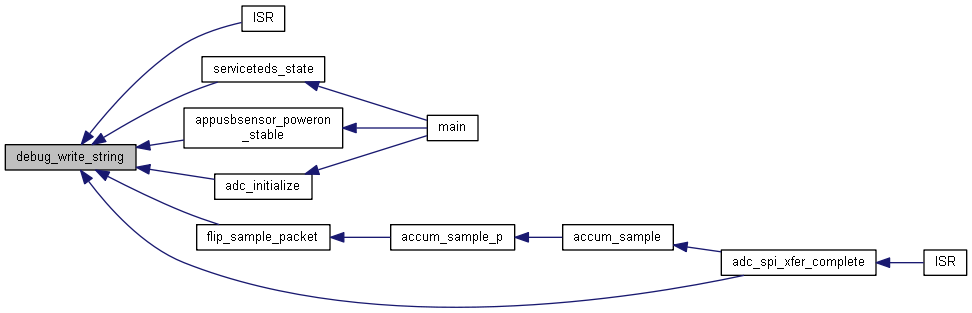 ISR
serviceteds_state
appusbsensor_poweron
_stable
main
debug_write_string
adc_initialize
flip_sample_packet
accum_sample_p
accum_sample
adc_spi_xfer_complete
ISR